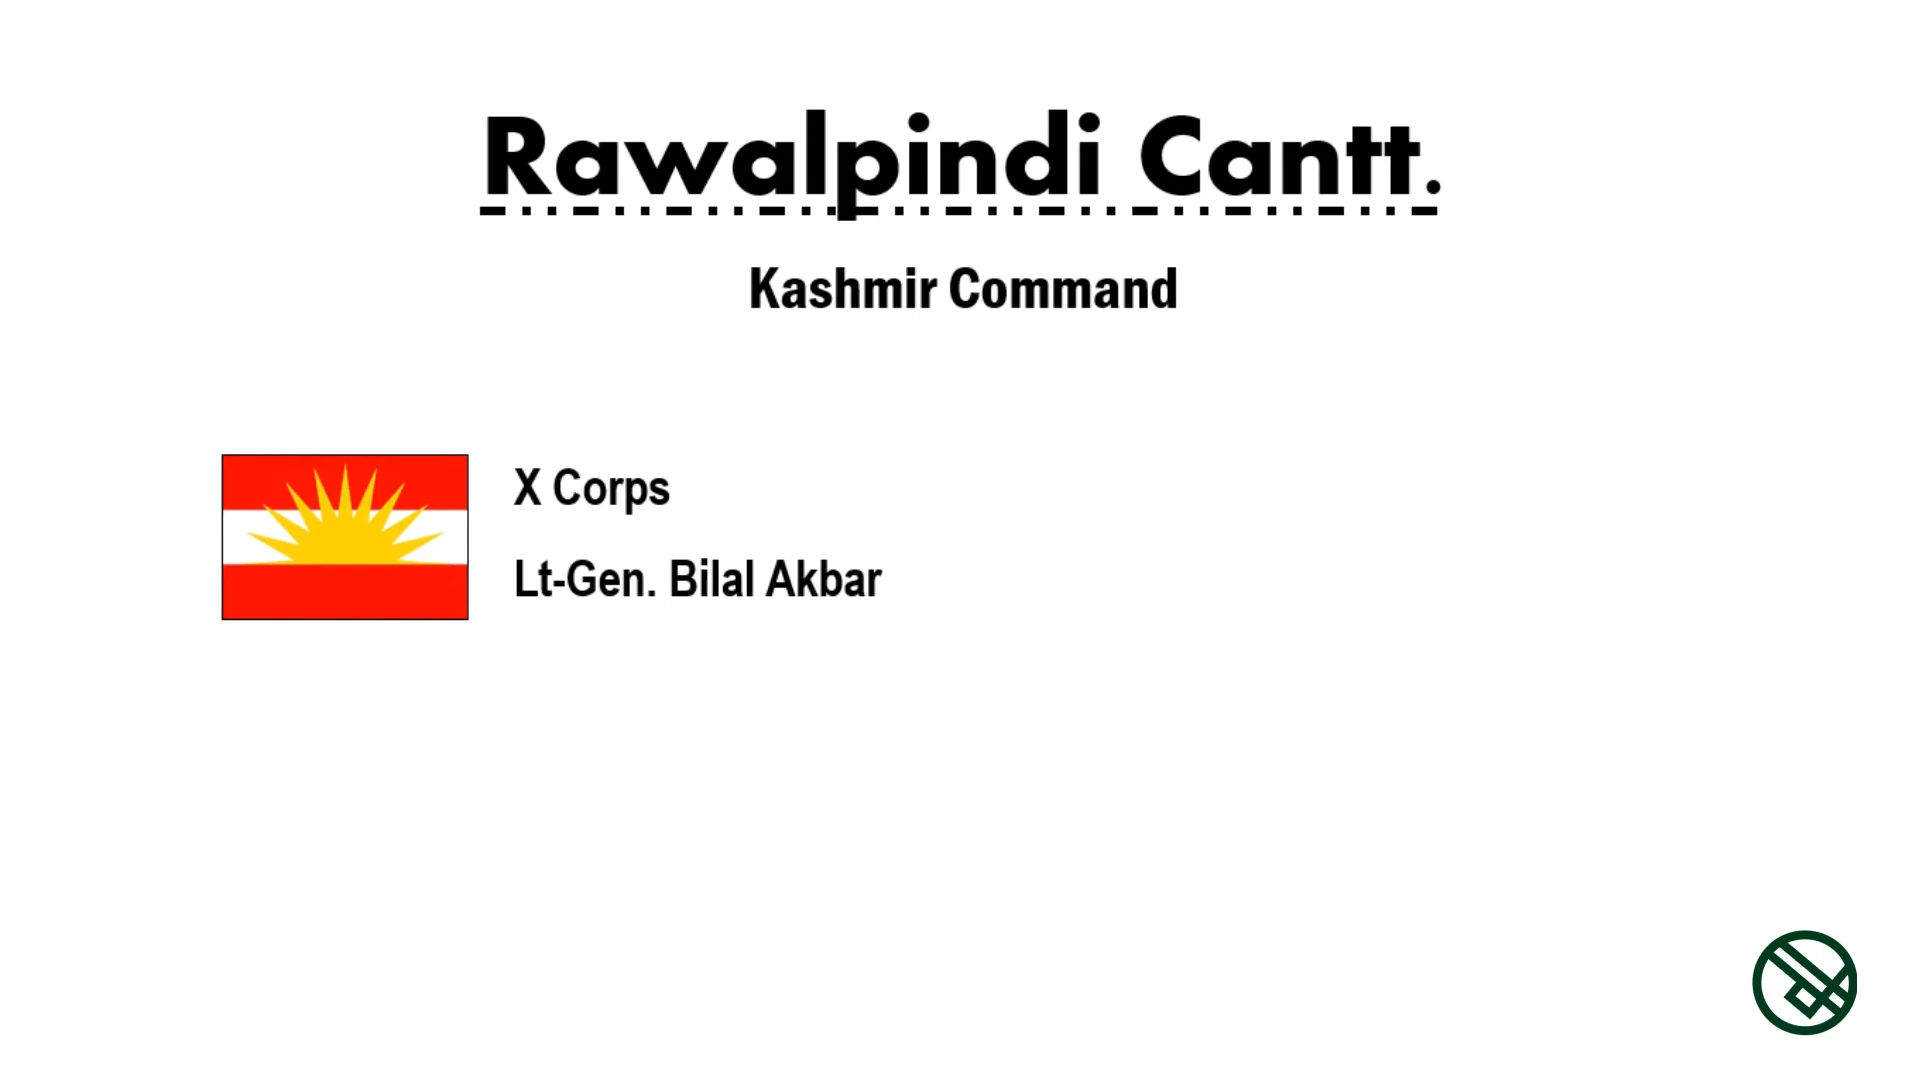 Rawalpindi Cantt.
Kashmir Command
X Corps
Lt-Gen. Bilal Akbar